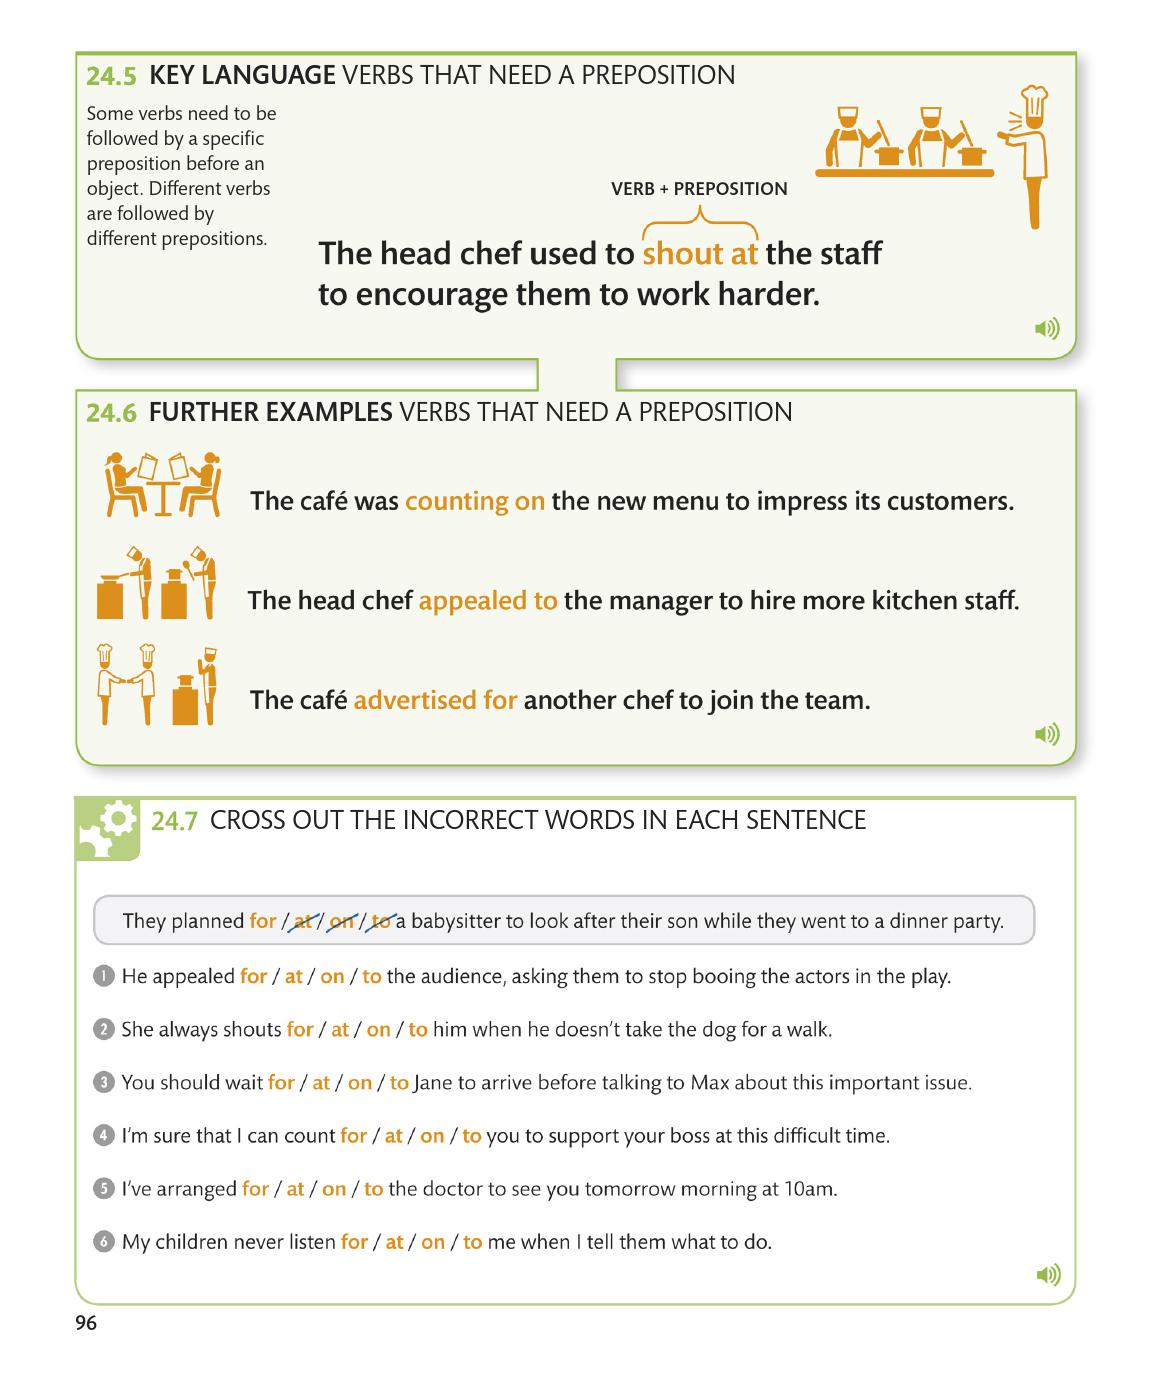 24.5 KEY LANGUAGE VERBS THAT NEED A PREPOSITION
Some verbs need to be
followed by a specific
preposition before an
object. Different verbs
are followed by
different prepositions.
VERB + PREPOSITION
The head chef used to shout at the staff
to encourage them to work harder.
24.6 FURTHER EXAMPLES VERBS THAT NEED A PREPOSITION
The café was counting on the new menu to impress its customers.
The head chef appealed to the manager to hire more kitchen staff.
The café advertised for another chef to join the team.
24.7 CROSS OUT THE INCORRECT WORDS IN EACH SENTENCE
They planned for / at / on / to a babysitter to look after their son while they went to a dinner party.
1 He appealed for / at / on / to the audience, asking them to stop booing the actors in the play.
2 She always shouts for / at / on / to him when he doesn't take the dog for a walk.
3 You should wait for / at / on / to Jane to arrive before talking to Max about this important issue.
4 I'm sure that I can count for / at / on / to you to support your boss at this difficult time.
5 I've arranged for / at / on / to the doctor to see you tomorrow morning at 10am.
6 My children never listen for / at / on / to me when I tell them what to do.
96